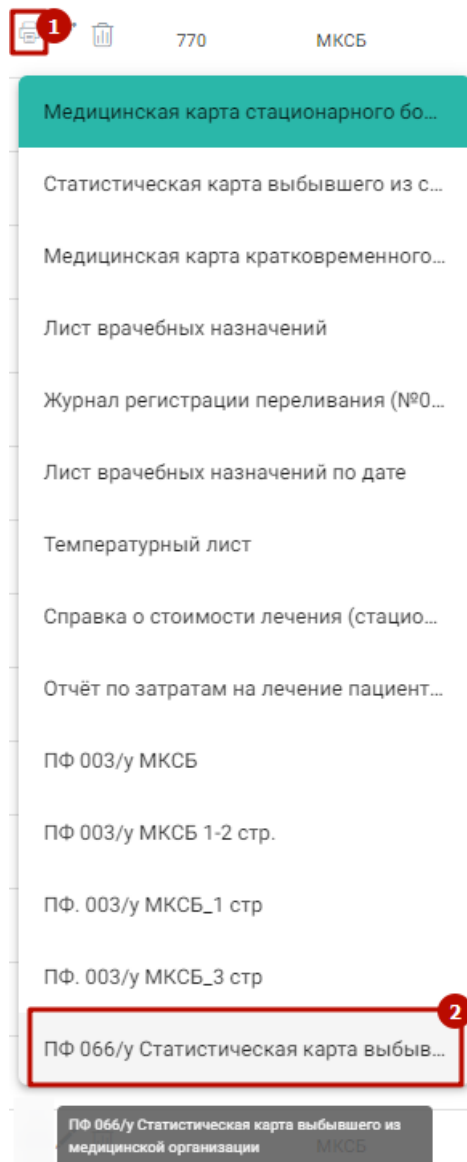 1
770 МКСБ
Медицинская карта стационарного бо...
Статистическая карта выбывшего из с...
Медицинская карта кратковременного...
Лист врачебных назначений
Журнал регистрации переливания (№0...
Лист врачебных назначений по дате
Температурный лист
Справка о стоимости лечения (стацио...
Отчёт по затратам на лечение пациент...
ПФ 003/у МКСБ
ПФ 003/у МКСБ 1-2 стр.
ПФ. 003/у МКСБ_1 стр
ПФ. 003/у МКСБ_3 стр
2
ПФ 066/у Статистическая карта выбыв...
ПФ 066/у Статистическая карта выбывшего из
медицинской организации
МКСБ